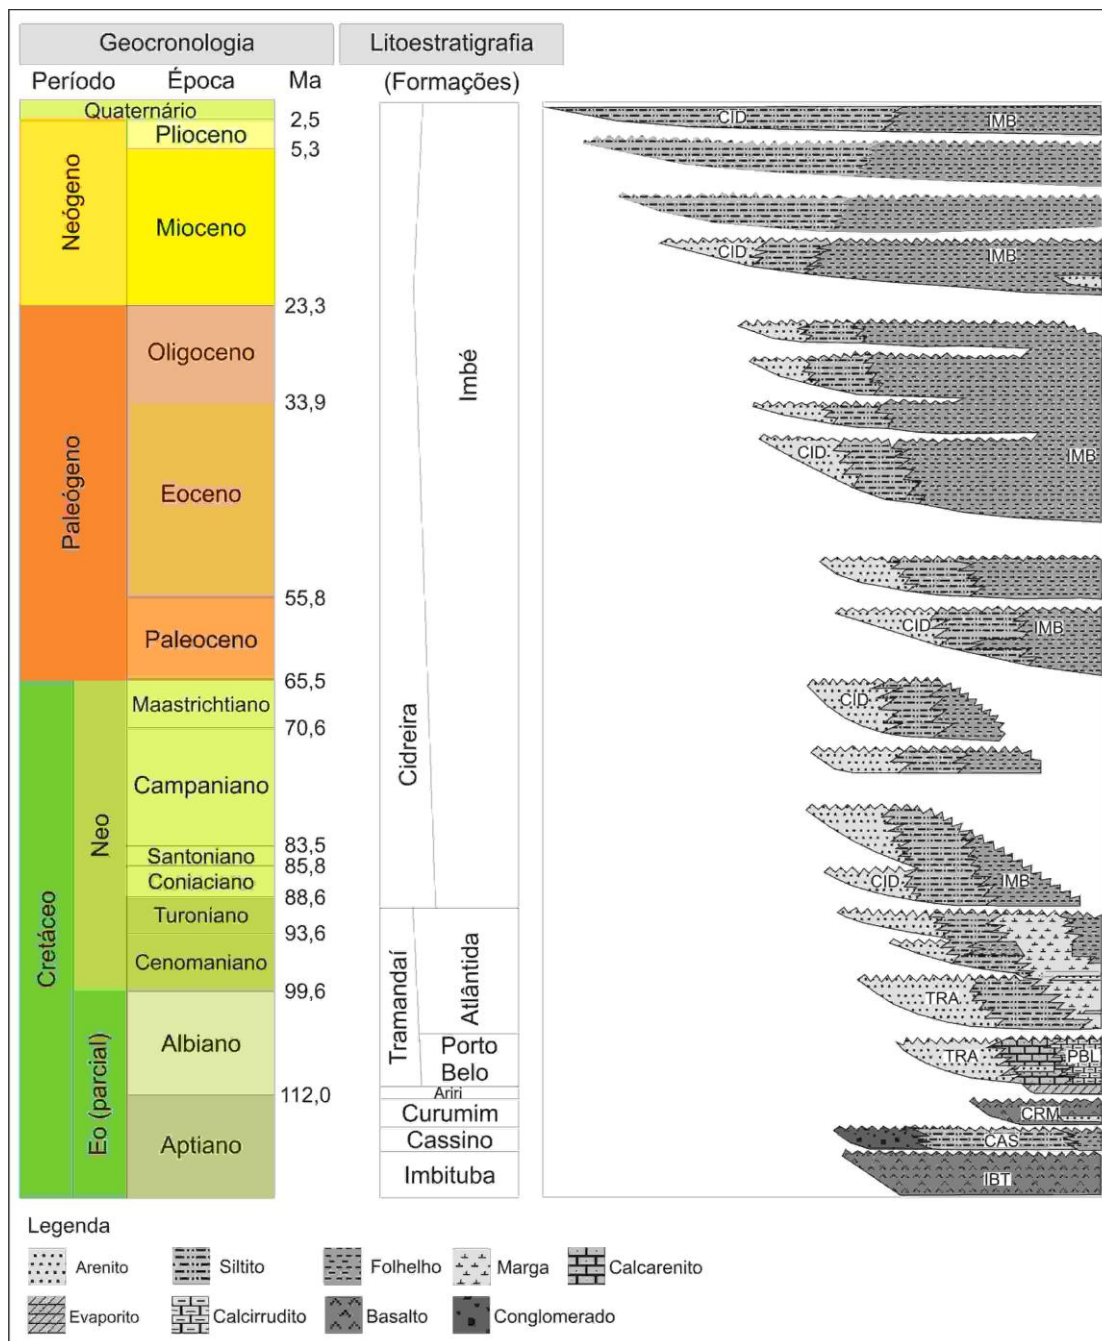 Geocronologia
Litoestratigrafia
Período
Época
Ma
(Formações)
Quaternário
2,5
Plioceno
5,3
Neógeno
Mioceno
23,3
Paleógeno
Oligoceno
33,9
Eoceno
55,8
Paleoceno
65,5
Cretáceo
Neo
Maastrichtiano
70,6
Campaniano
83,5
Santoniano
85,8
Coniaciano
88,6
Turoniano
93,6
Cenomaniano
99,6
Eo (parcial)
Albiano
112,0
Aptiano
Imbé
Cidreira
Tramandaí
Atlântida
Porto
Belo
Ariri
Curumim
Cassino
Imbituba
CID
IMB
CID
IMB
CID
IMB
CID
IMB
CID
CID
IMB
TRA
TRA
PBL
CRM
CAS
IBT
Legenda
Arenito
Siltito
Folhelho
Marga
Calcarenito
Evaporito
Calcirrudito
Basalto
Conglomerado